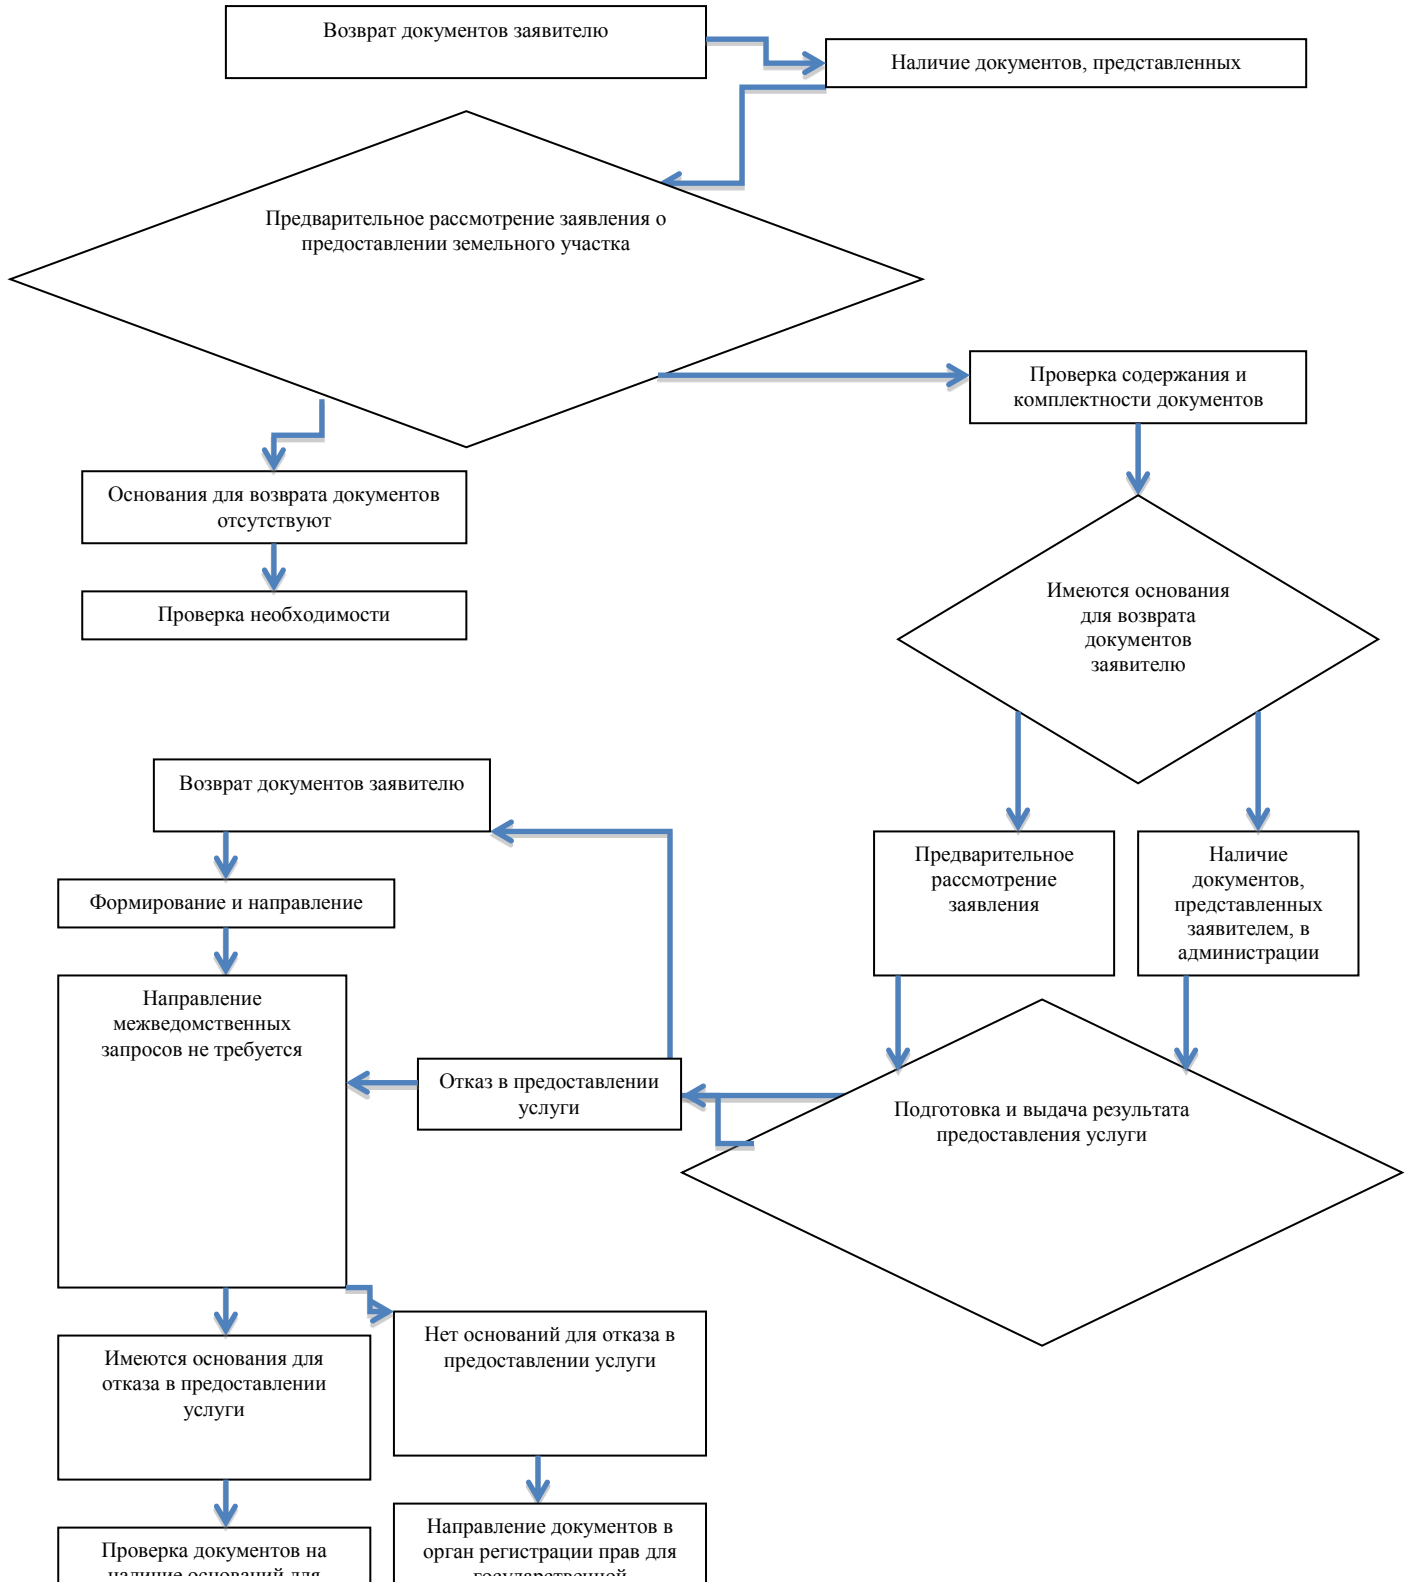 Возврат документов заявителю
Наличие документов, представленных
Предварительное рассмотрение заявления о
предоставлении земельного участка
Проверка содержания и
комплектности документов
Основания для возврата документов
отсутствуют
Проверка необходимости
Имеются основания
для возврата
документов
заявителю
Возврат документов заявителю
Формирование и направление
Предварительное
рассмотрение
заявления
Наличие
документов,
представленных
заявителем, в
администрации
Направление
межведомственных
запросов не требуется
Отказ в предоставлении
услуги
Подготовка и выдача результата
предоставления услуги
Имеются основания для
отказа в предоставлении
услуги
Нет оснований для отказа в
предоставлении услуги
Проверка документов на
наличие оснований для
Направление документов в
орган регистрации прав для
государственной